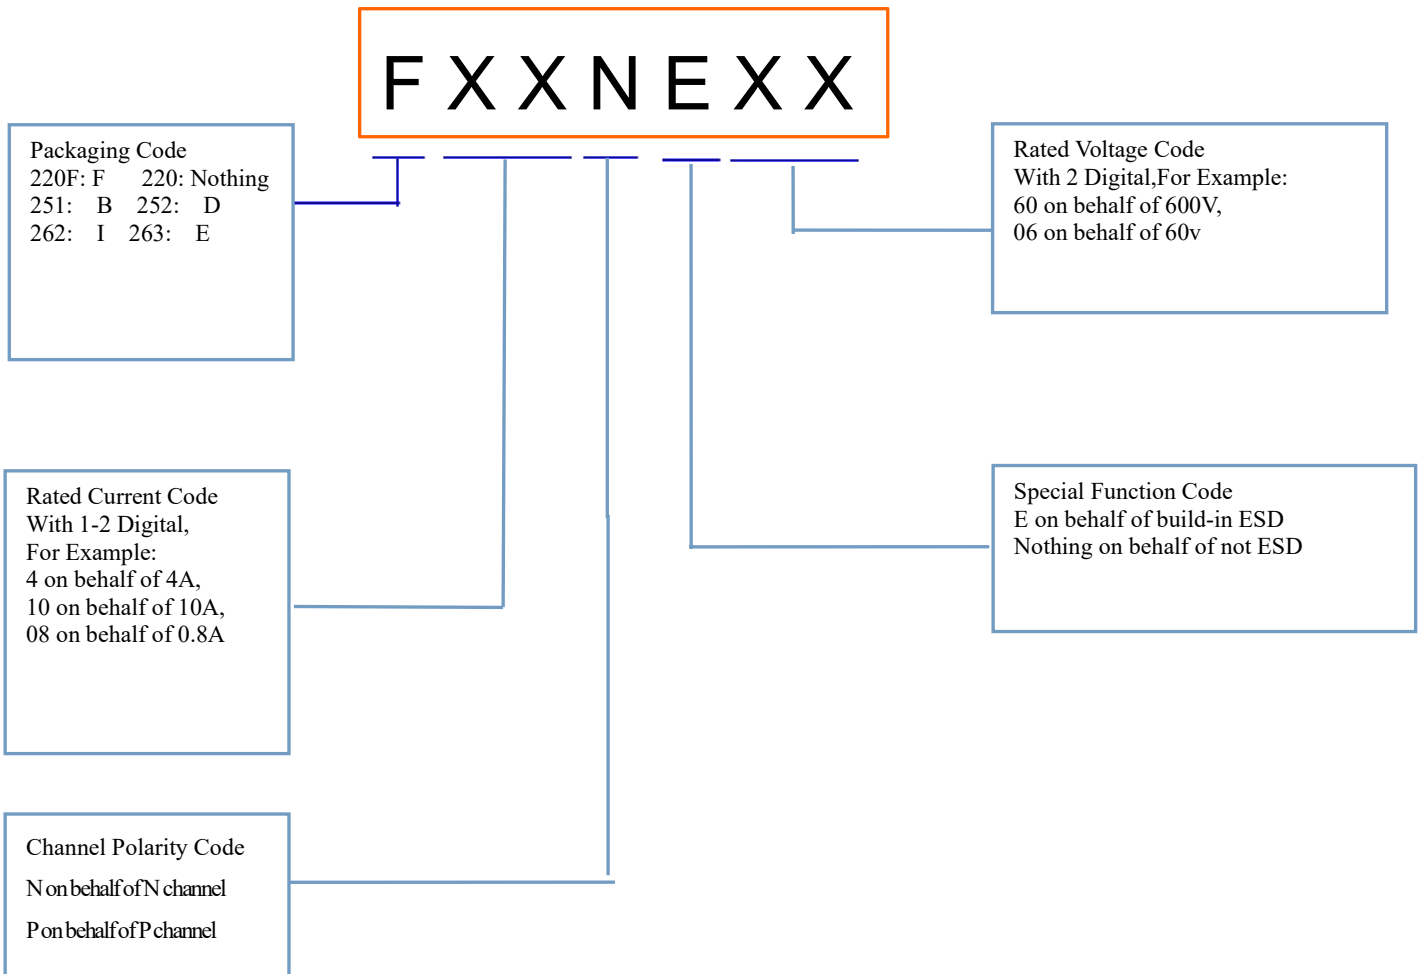 FXXNEXX
Packaging Code
220F: F 220: Nothing
251: B 252: D
262: I 263: E
Rated Voltage Code
With 2 Digital,For Example:
60 on behalf of 600V,
06 on behalf of 60v
Rated Current Code
With 1-2 Digital,
For Example:
4 on behalf of 4A,
10 on behalf of 10A,
08 on behalf of 0.8A
Special Function Code
E on behalf of build-in ESD
Nothing on behalf of not ESD
Channel Polarity Code
N on behalf of N channel
P on behalf of P channel